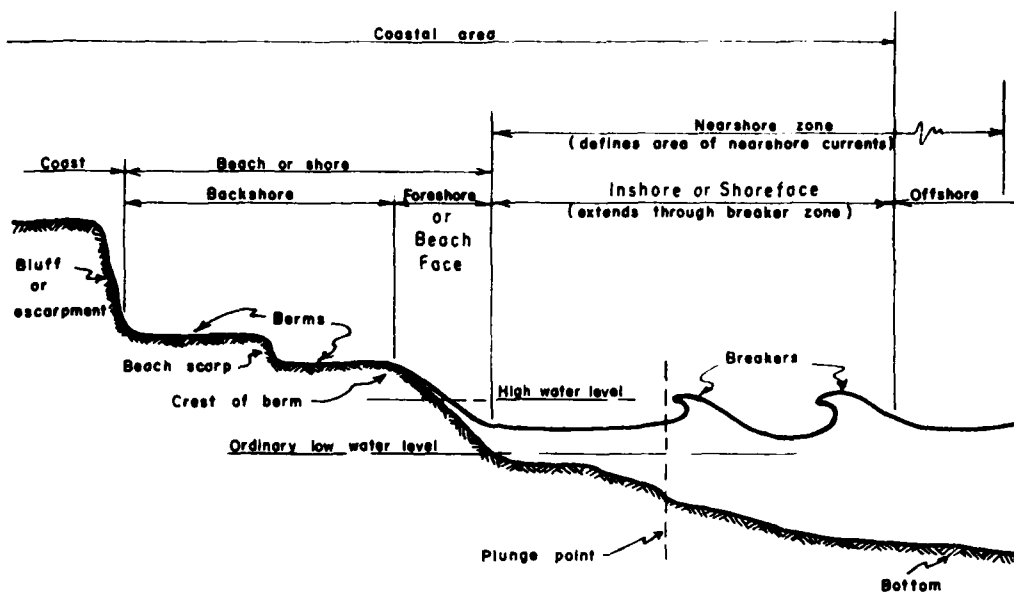 Coastal area
Nearshore zone
(defines area of nearshore currents)
Coast
Beach or shore
Backshore
Foreshore
or
Beach
Face
Inshore or Shoreface
(extends through breaker zone)
Offshore
Bluff
or
escarpment
Berms
Beach scarp
Crest of berm
High water level
Breakers
Ordinary low water level
Plunge point
Bottom